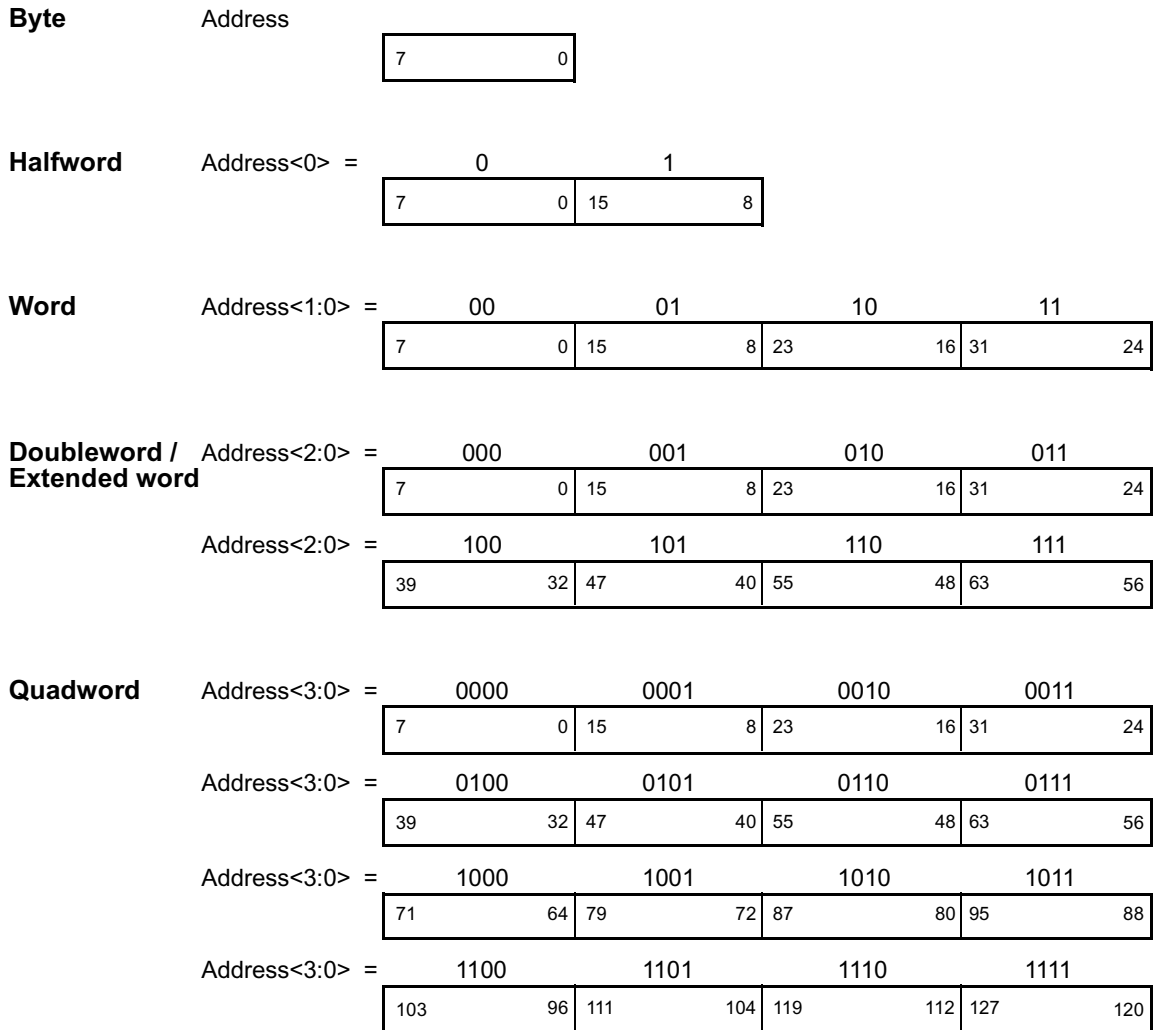 Byte Address
7 0
Halfword Address<0> = 0 1
7 0 15 8
Word Address<1:0> = 00 01 10 11
7 0 15 8 23 16 31 24
Doubleword / Address<2:0> = 000 001 010 011
Extended word
7 0 15 8 23 16 31 24
Address<2:0> = 100 101 110 111
39 32 47 40 55 48 63 56
Quadword Address<3:0> = 0000 0001 0010 0011
7 0 15 8 23 16 31 24
Address<3:0> = 0100 0101 0110 0111
39 32 47 40 55 48 63 56
Address<3:0> = 1000 1001 1010 1011
71 64 79 72 87 80 95 88
Address<3:0> = 1100 1101 1110 1111
103 96 111 104 119 112 127 120